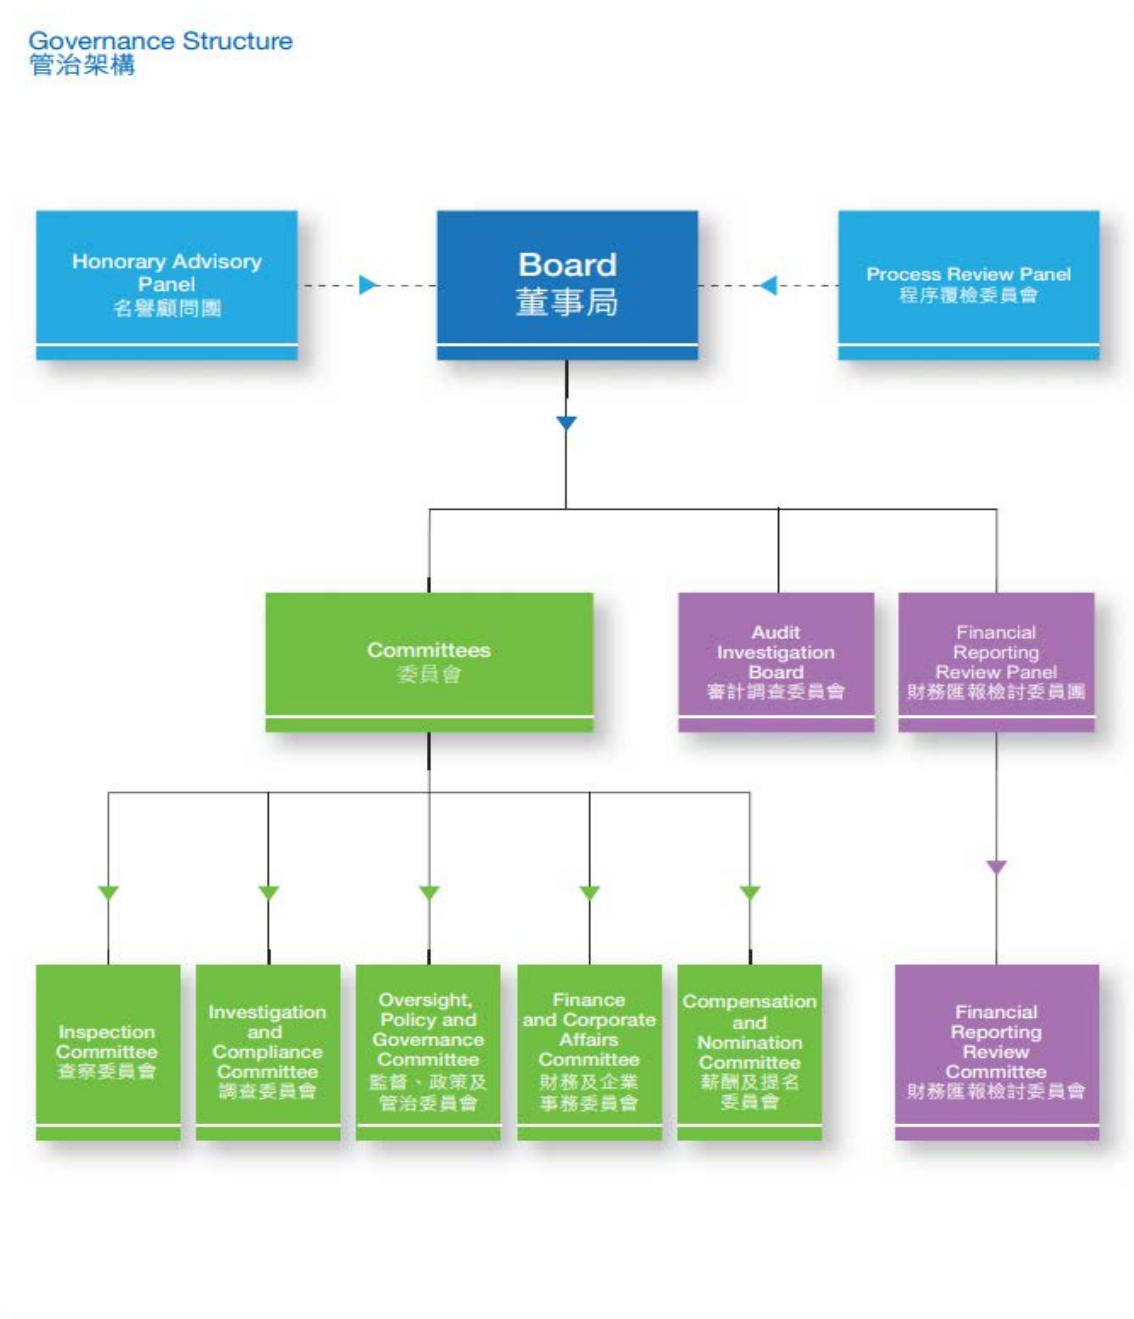 Governance Structure
管治架構
Honorary Advisory
Panel
名譽顧問團
Board
董事局
Process Review Panel
程序覆檢委員會
Committees
委員會
Audit
Investigation
Board
審計調查委員會
Financial
Reporting
Review Panel
財務匯報檢討委員團
Inspection
Committee
查察委員會
Investigation
and
Compliance
Committee
調查委員會
Oversight,
Policy and
Governance
Committee
監督、政策及
管治委員會
Finance
and Corporate
Affairs
Committee
財務及企業
事務委員會
Compensation
and
Nomination
Committee
薪酬及提名
委員會
Financial
Reporting
Review
Committee
財務匯報檢討委員會